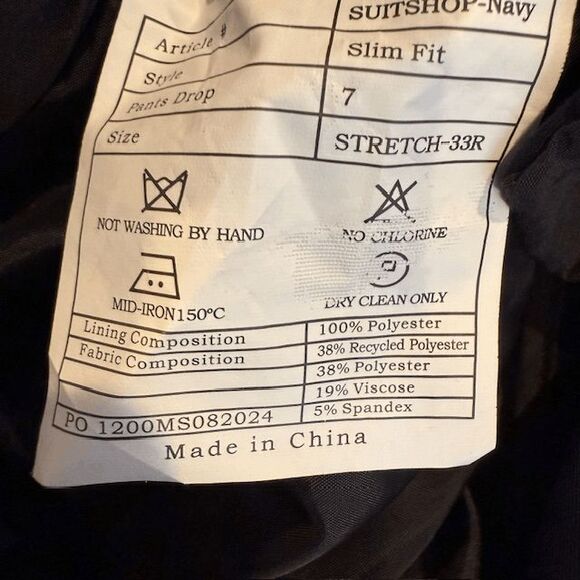 Article # SUITSHOP-Navy
Style Slim Fit
Pants Drop 7
Size STRETCH-33R
NOT WASHING BY HAND NO CHLORINE
P
MID-IRON150°C DRY CLEAN ONLY
Lining Composition 100% Polyester
Fabric Composition 38% Recycled Polyester
38% Polyester
19% Viscose
PO 1200MS082024 5% Spandex
Made in China